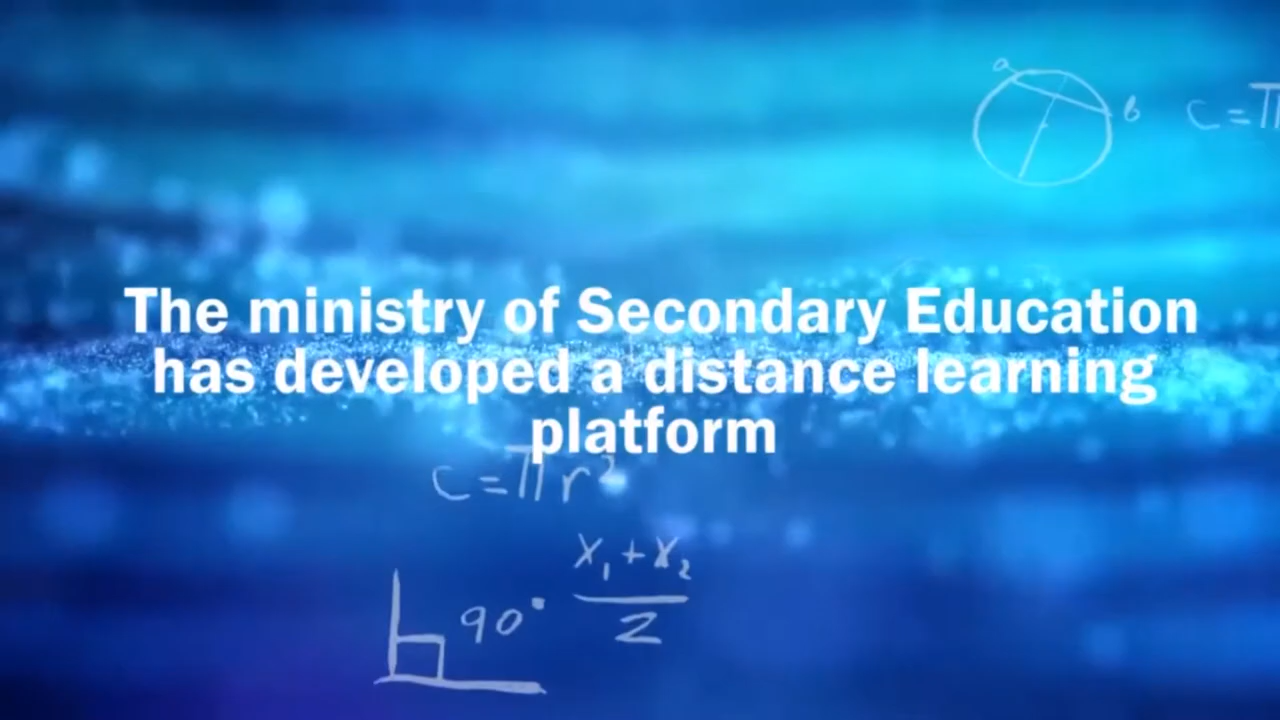 a
b C=π
The ministry of Secondary Education
has developed a distance learning
platform
C=πr²
X₁+X₂
90°
2